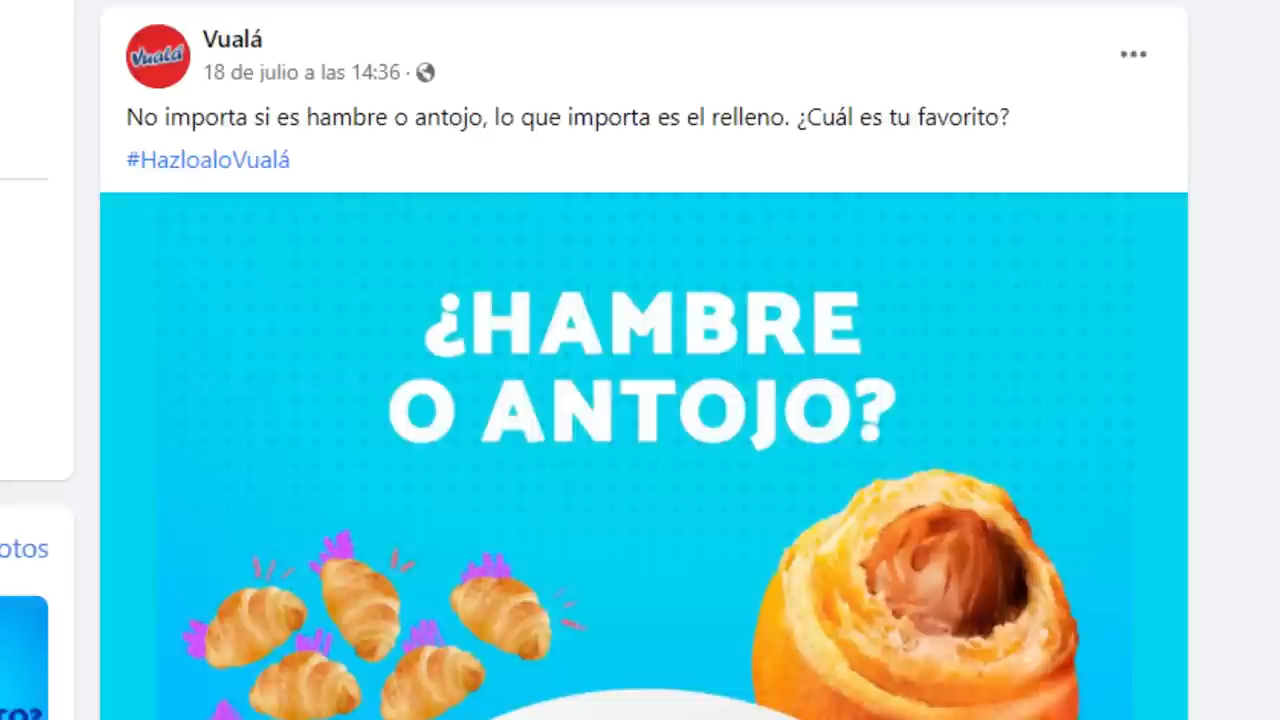 Vualá
Vualá
18 de julio a las 14:36 ·
No importa si es hambre o antojo, lo que importa es el relleno. ¿Cuál es tu favorito?
#HazloaloVualá
¿HAMBRE
O ANTOJO?
otos
TO?